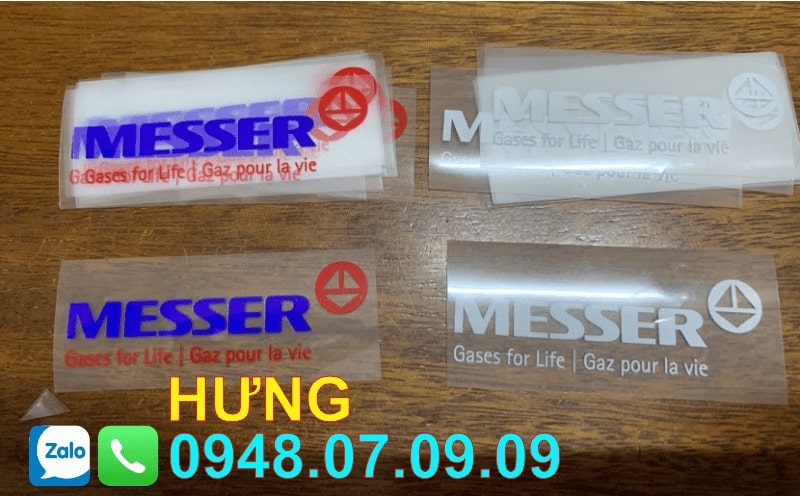 MESSER
Gases for Life | Gaz pour la vie
MESSER
Gases for Life | Gaz pour la vie
MESSER
Gases for Life | Gaz pour la vie
MESSER
Gases for Life | Gaz pour la vie
HƯNG
Zalo
0948.07.09.09